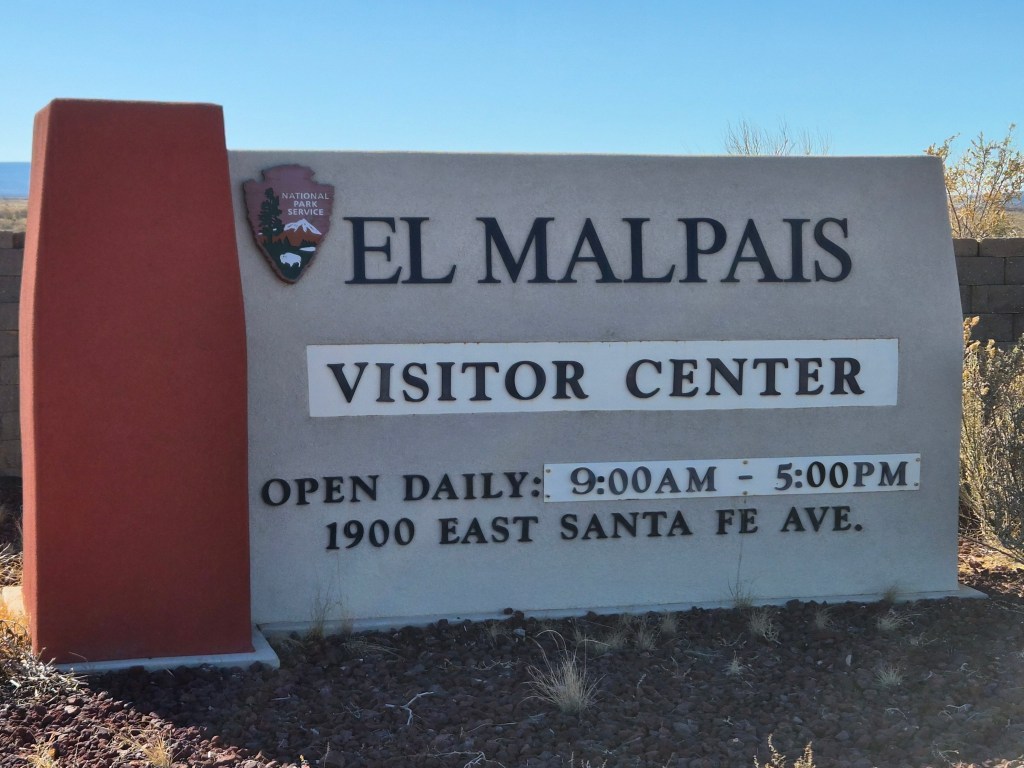 NATIONAL
PARK
SERVICE
EL MALPAIS
VISITOR CENTER
OPEN DAILY: 9:00AM - 5:00PM
1900 EAST SANTA FE AVE.